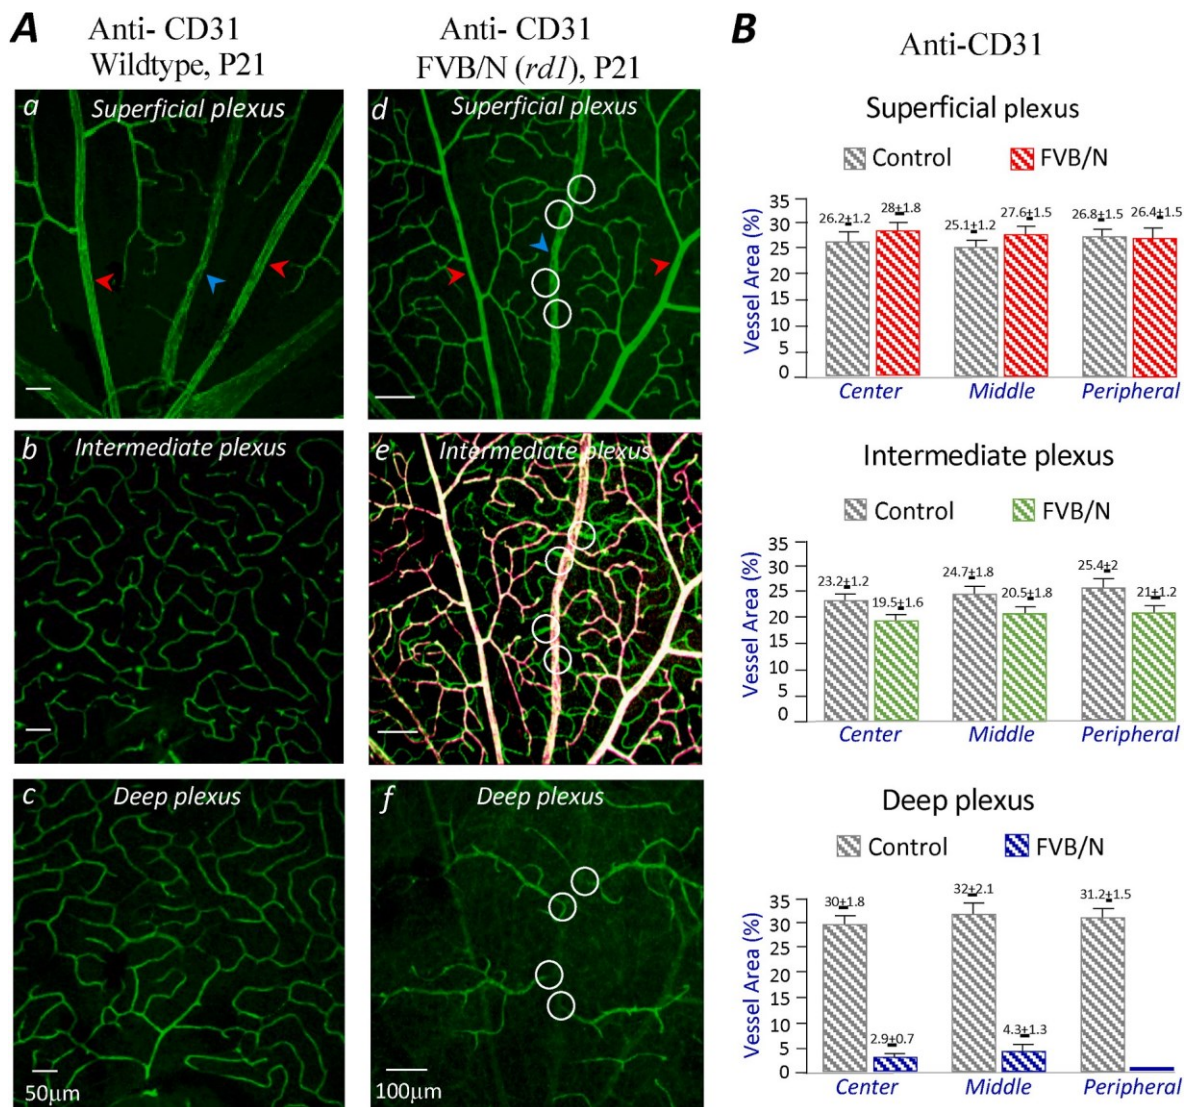 A
Anti- CD31
Wildtype, P21
Anti- CD31
FVB/N (rd1), P21
a
Superficial plexus
d
Superficial plexus
b
Intermediate plexus
e
Intermediate plexus
c
Deep plexus
f
Deep plexus
50µm
100µm
B
Anti-CD31
Superficial plexus
Control
FVB/N
Vessel Area (%)
35
30
25
20
15
10
5
0
26.2±1.2
28±1.8
25.1±1.2
27.6±1.5
26.8±1.5
26.4±1.5
Center
Middle
Peripheral
Intermediate plexus
Control
FVB/N
Vessel Area (%)
35
30
25
20
15
10
5
0
23.2±1.2
19.5±1.6
24.7±1.8
20.5±1.8
25.4±2
21±1.2
Center
Middle
Peripheral
Deep plexus
Control
FVB/N
Vessel Area (%)
35
30
25
20
15
10
5
0
30±1.8
2.9±0.7
32±2.1
4.3±1.3
31.2±1.5
Center
Middle
Peripheral